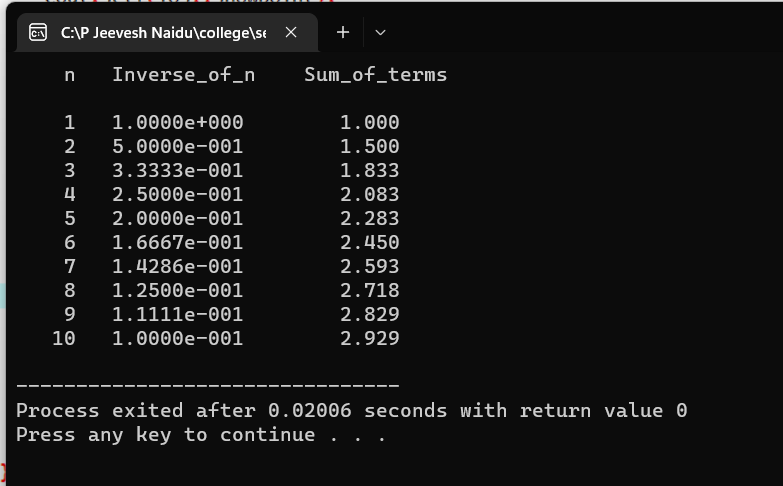 C:\P Jeevesh Naidu\college\se
n Inverse_of_n Sum_of_terms
1 1.0000e+000 1.000
2 5.0000e-001 1.500
3 3.3333e-001 1.833
4 2.5000e-001 2.083
5 2.0000e-001 2.283
6 1.6667e-001 2.450
7 1.4286e-001 2.593
8 1.2500e-001 2.718
9 1.1111e-001 2.829
10 1.0000e-001 2.929
--------------------------------
Process exited after 0.02006 seconds with return value 0
Press any key to continue . . .